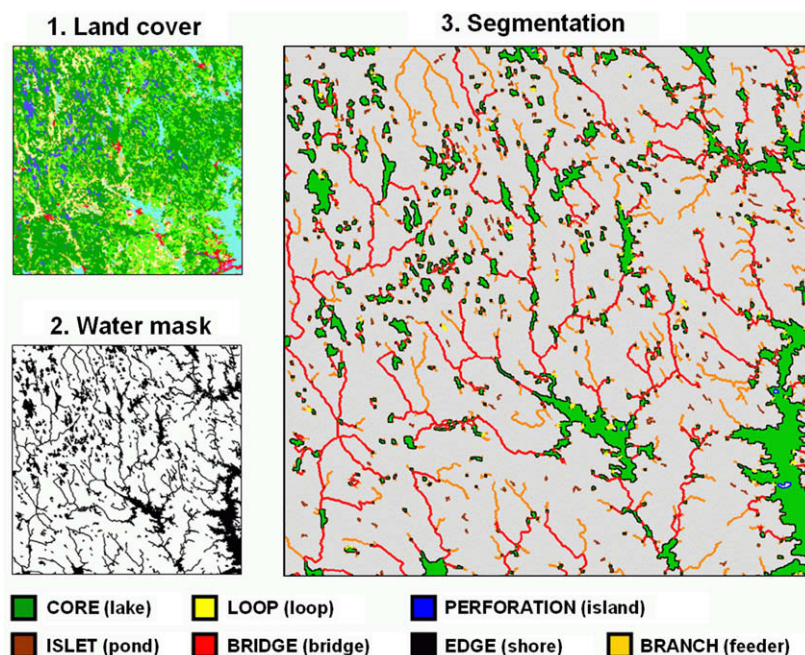 1. Land cover
3. Segmentation
2. Water mask
CORE (lake)
LOOP (loop)
PERFORATION (island)
ISLET (pond)
BRIDGE (bridge)
EDGE (shore)
BRANCH (feeder)